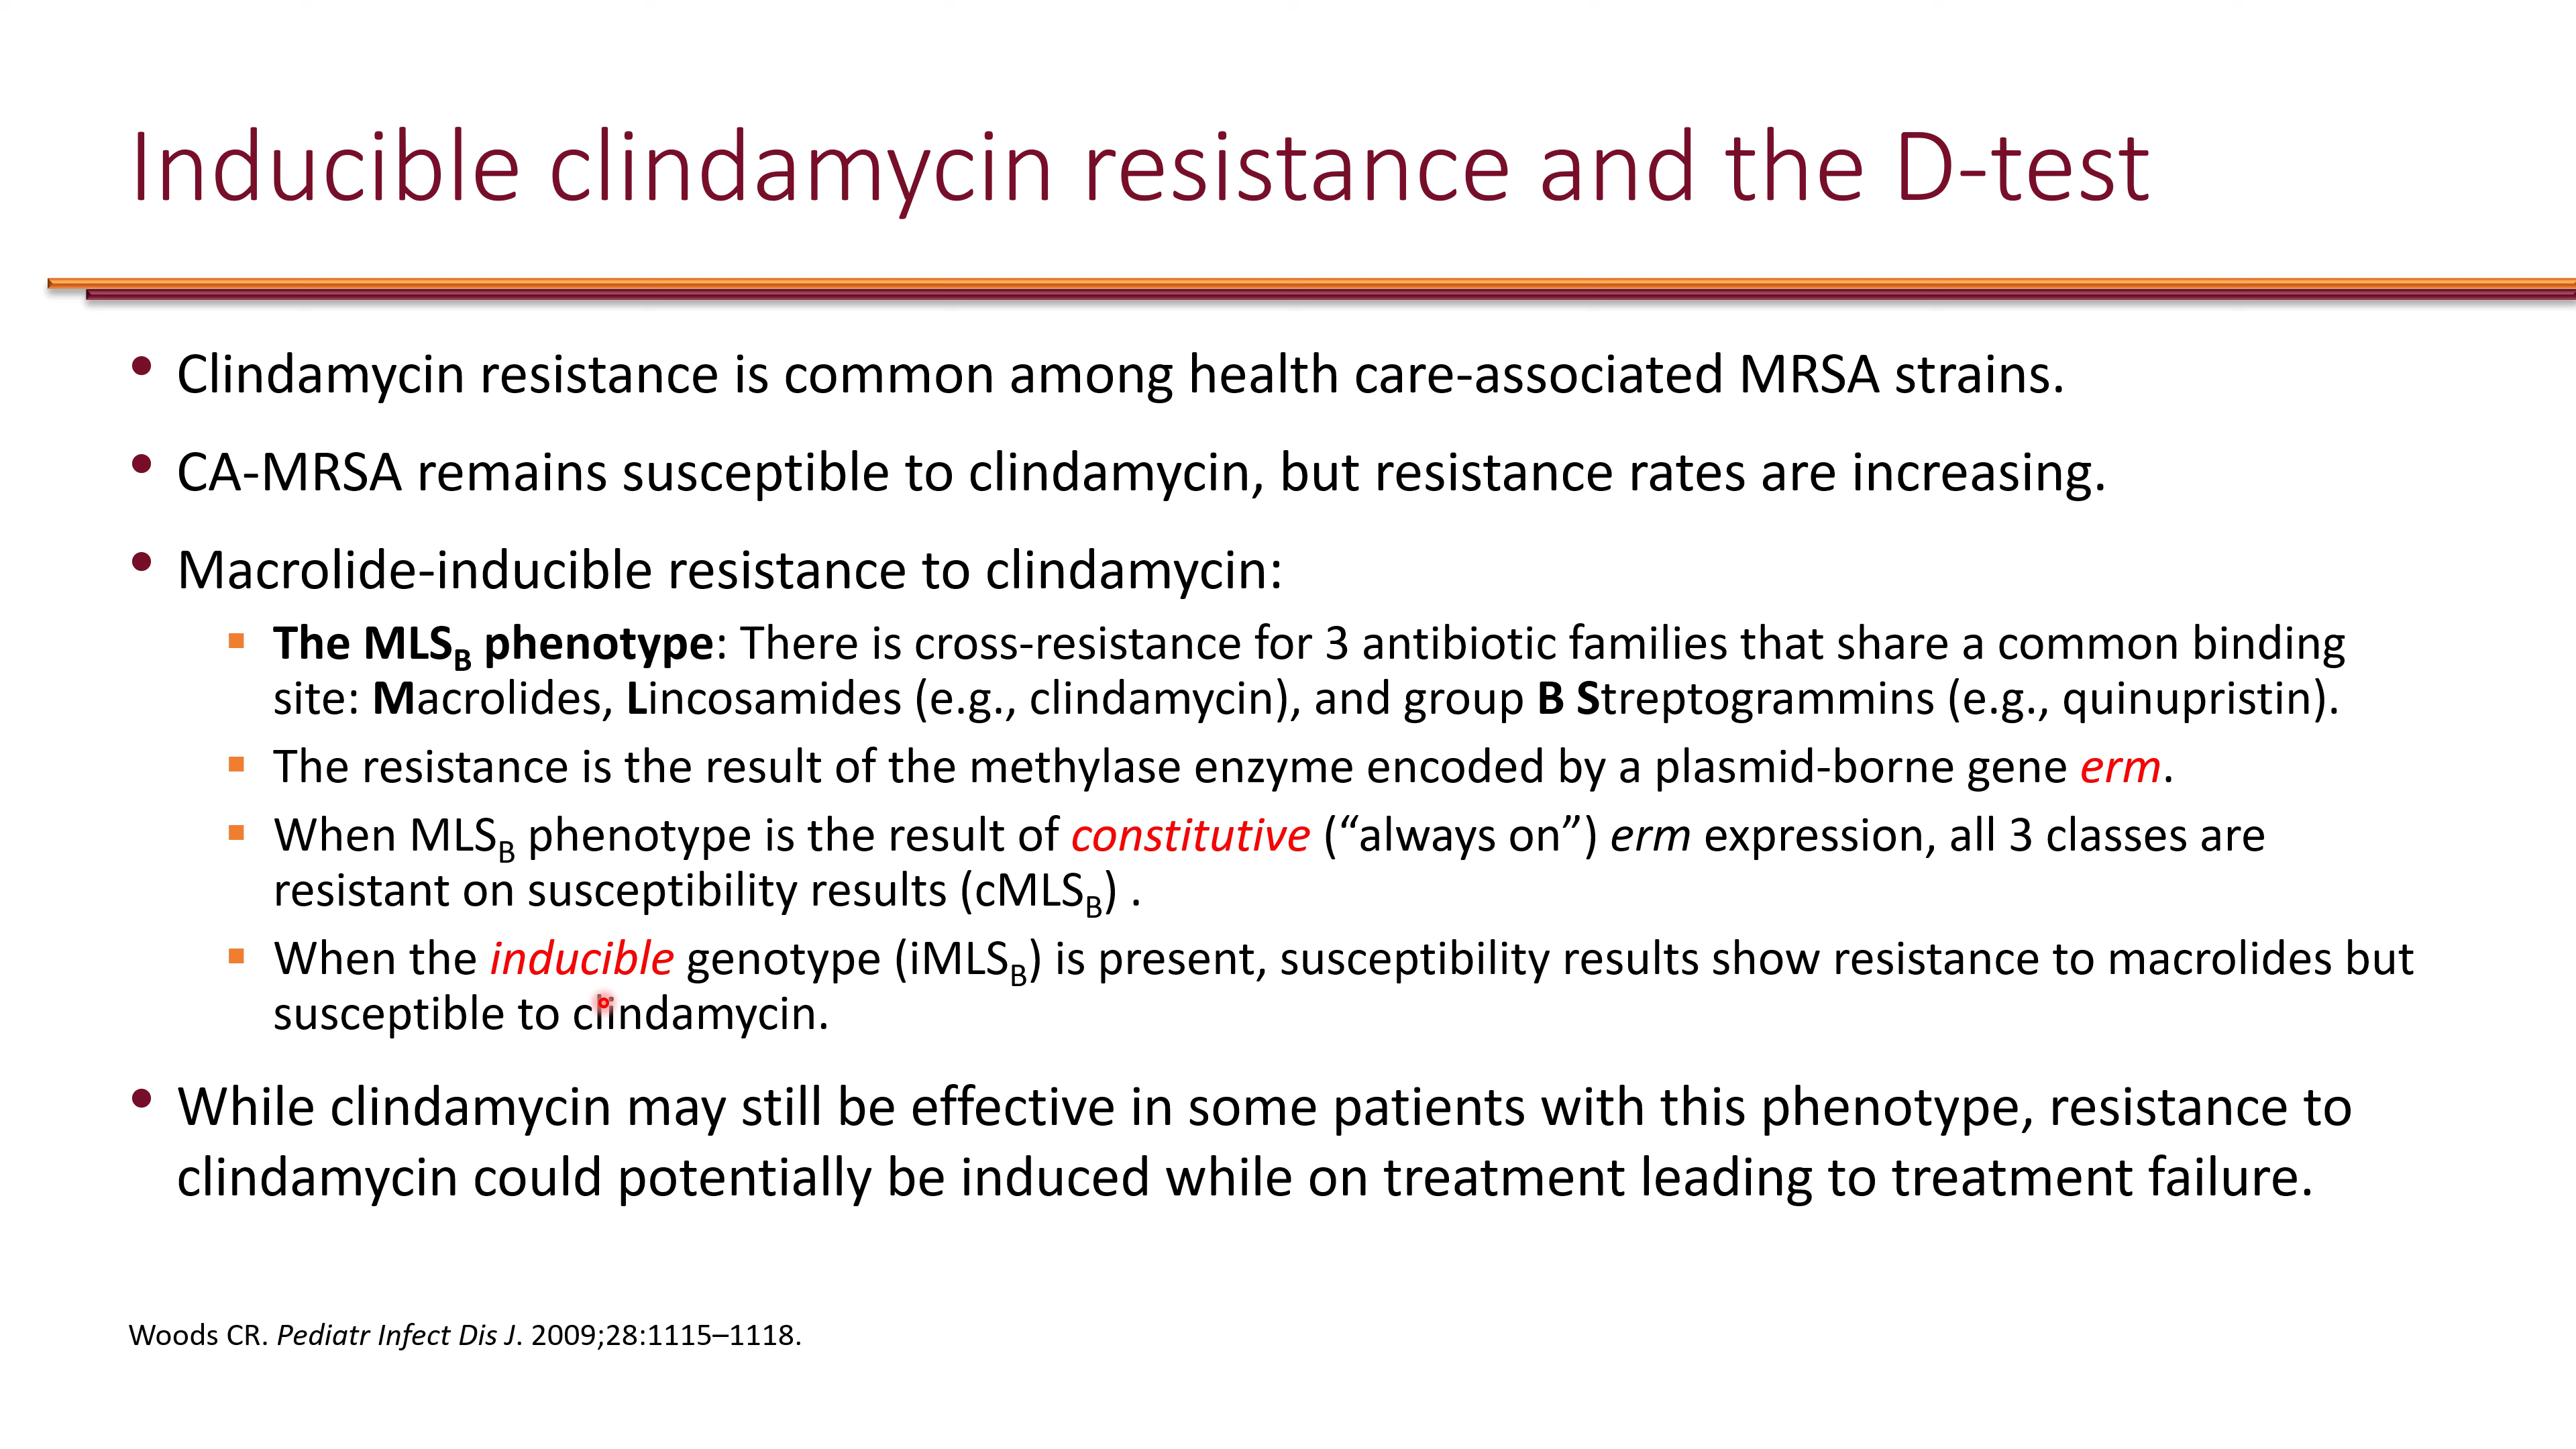 Inducible clindamycin resistance and the D-test
• Clindamycin resistance is common among health care-associated MRSA strains.
• CA-MRSA remains susceptible to clindamycin, but resistance rates are increasing.
• Macrolide-inducible resistance to clindamycin:
▪ The MLSB phenotype: There is cross-resistance for 3 antibiotic families that share a common binding
site: Macrolides, Lincosamides (e.g., clindamycin), and group B Streptogrammins (e.g., quinupristin).
▪ The resistance is the result of the methylase enzyme encoded by a plasmid-borne gene erm.
▪ When MLSB phenotype is the result of constitutive (“always on”) erm expression, all 3 classes are
resistant on susceptibility results (cMLSB) .
▪ When the inducible genotype (iMLSB) is present, susceptibility results show resistance to macrolides but
susceptible to clindamycin.
• While clindamycin may still be effective in some patients with this phenotype, resistance to
clindamycin could potentially be induced while on treatment leading to treatment failure.
Woods CR. Pediatr Infect Dis J. 2009;28:1115–1118.